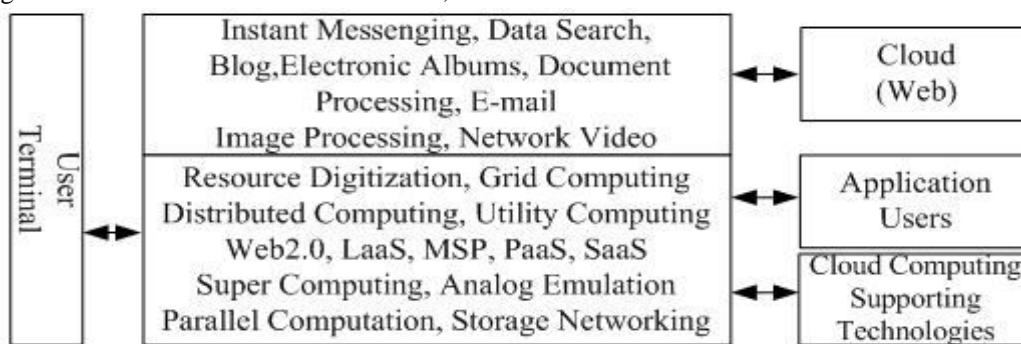 User
Terminal
Instant Messenging, Data Search,
Blog,Electronic Albums, Document
Processing, E-mail
Image Processing, Network Video
Resource Digitization, Grid Computing
Distributed Computing, Utility Computing
Web2.0, LaaS, MSP, PaaS, SaaS
Super Computing, Analog Emulation
Parallel Computation, Storage Networking
Cloud
(Web)
Application
Users
Cloud Computing
Supporting
Technologies